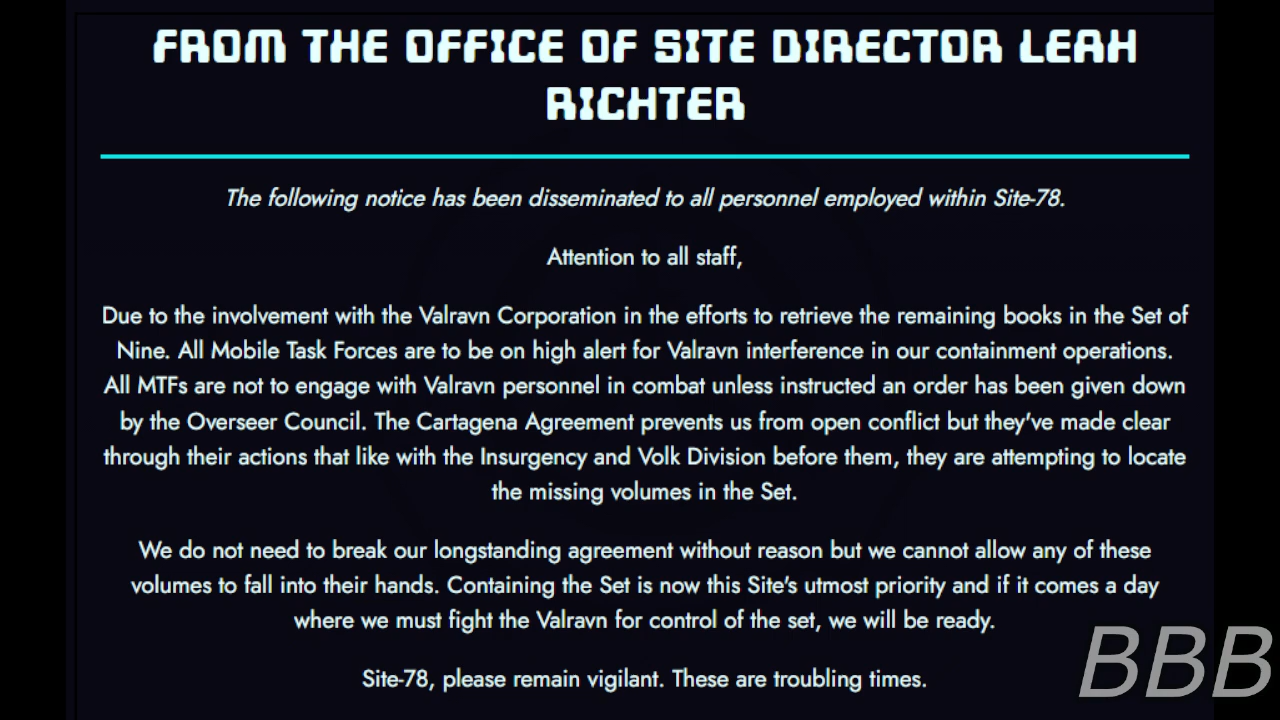 FROM THE OFFICE OF SITE DIRECTOR LEAH
RICHTER
The following notice has been disseminated to all personnel employed within Site-78.
Attention to all staff,
Due to the involvement with the Valravn Corporation in the efforts to retrieve the remaining books in the Set of
Nine. All Mobile Task Forces are to be on high alert for Valravn interference in our containment operations.
All MTFs are not to engage with Valravn personnel in combat unless instructed an order has been given down
by the Overseer Council. The Cartagena Agreement prevents us from open conflict but they've made clear
through their actions that like with the Insurgency and Volk Division before them, they are attempting to locate
the missing volumes in the Set.
We do not need to break our longstanding agreement without reason but we cannot allow any of these
volumes to fall into their hands. Containing the Set is now this Site's utmost priority and if it comes a day
where we must fight the Valravn for control of the set, we will be ready.
Site-78, please remain vigilant. These are troubling times.
BBB